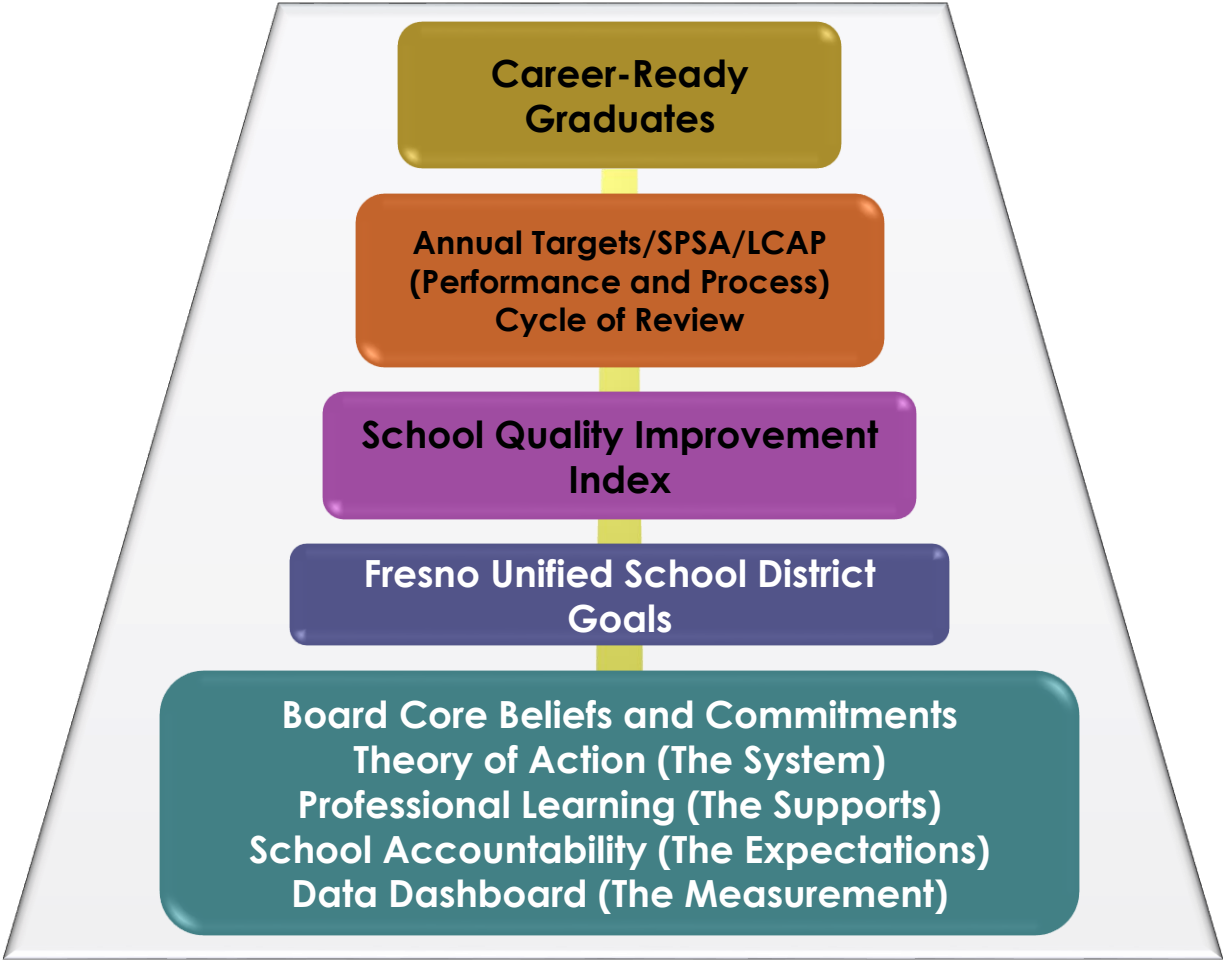 Career-Ready
Graduates
Annual Targets/SPSA/LCAP
(Performance and Process)
Cycle of Review
School Quality Improvement
Index
Fresno Unified School District
Goals
Board Core Beliefs and Commitments
Theory of Action (The System)
Professional Learning (The Supports)
School Accountability (The Expectations)
Data Dashboard (The Measurement)